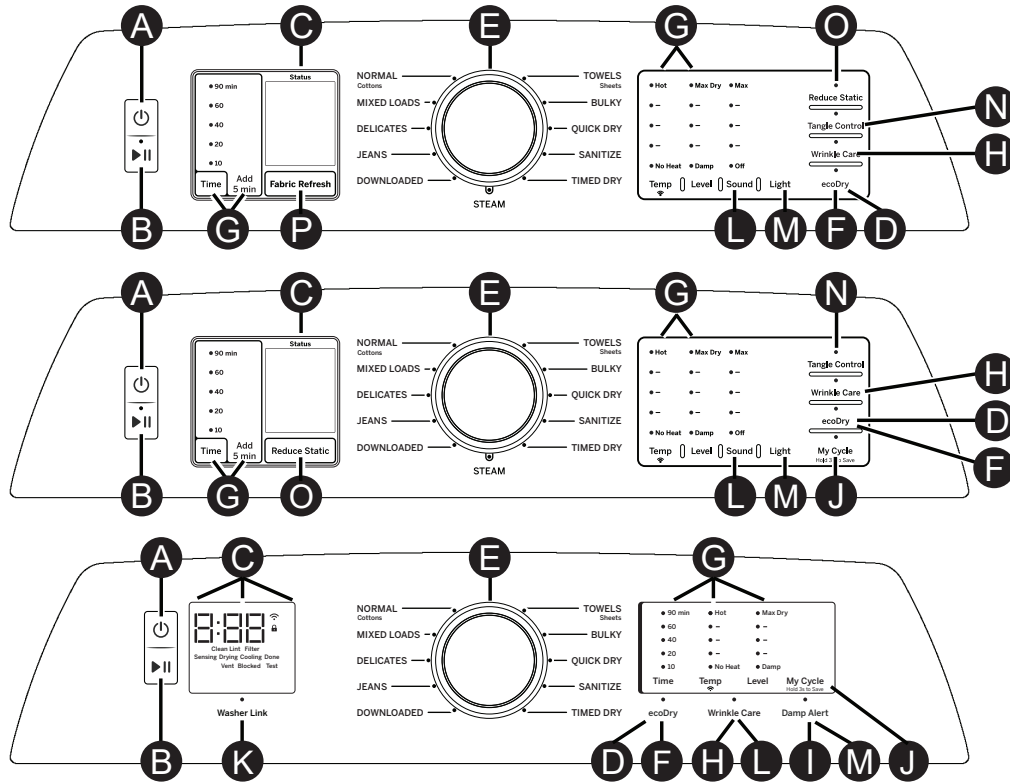 A
C
E
G
O
Status
90 min
60
40
20
10
Time
Add
5 min
Fabric Refresh
NORMAL
Cottons
MIXED LOADS
DELICATES
JEANS
DOWNLOADED
STEAM
TOWELS
Sheets
BULKY
QUICK DRY
SANITIZE
TIMED DRY
Hot Max Dry Max
- - -
- - -
- - -
No Heat Damp Off
Temp Level Sound Light
Reduce Static
Tangle Control
Wrinkle Care
ecoDry
N
H
B
G
P
L
M
F
D
A
C
E
G
N
Status
90 min
60
40
20
10
Time
Add
5 min
Reduce Static
NORMAL
Cottons
MIXED LOADS
DELICATES
JEANS
DOWNLOADED
STEAM
TOWELS
Sheets
BULKY
QUICK DRY
SANITIZE
TIMED DRY
Hot Max Dry Max
- - -
- - -
- - -
No Heat Damp Off
Temp Level Sound Light
Tangle Control
Wrinkle Care
ecoDry
My Cycle
Hold 3s to Save
H
D
F
B
G
O
L
M
J
A
C
E
G
8:88
Clean Lint Filter
Sensing Drying Cooling Done
Vent Blocked Test
Washer Link
NORMAL
Cottons
MIXED LOADS
DELICATES
JEANS
DOWNLOADED
TOWELS
Sheets
BULKY
QUICK DRY
SANITIZE
TIMED DRY
90 min Hot Max Dry
60 - -
40 - -
20 - -
10 No Heat Damp
Time Temp Level My Cycle
Hold 3s to Save
ecoDry Wrinkle Care Damp Alert
B
K
D
F
H
L
I
M
J